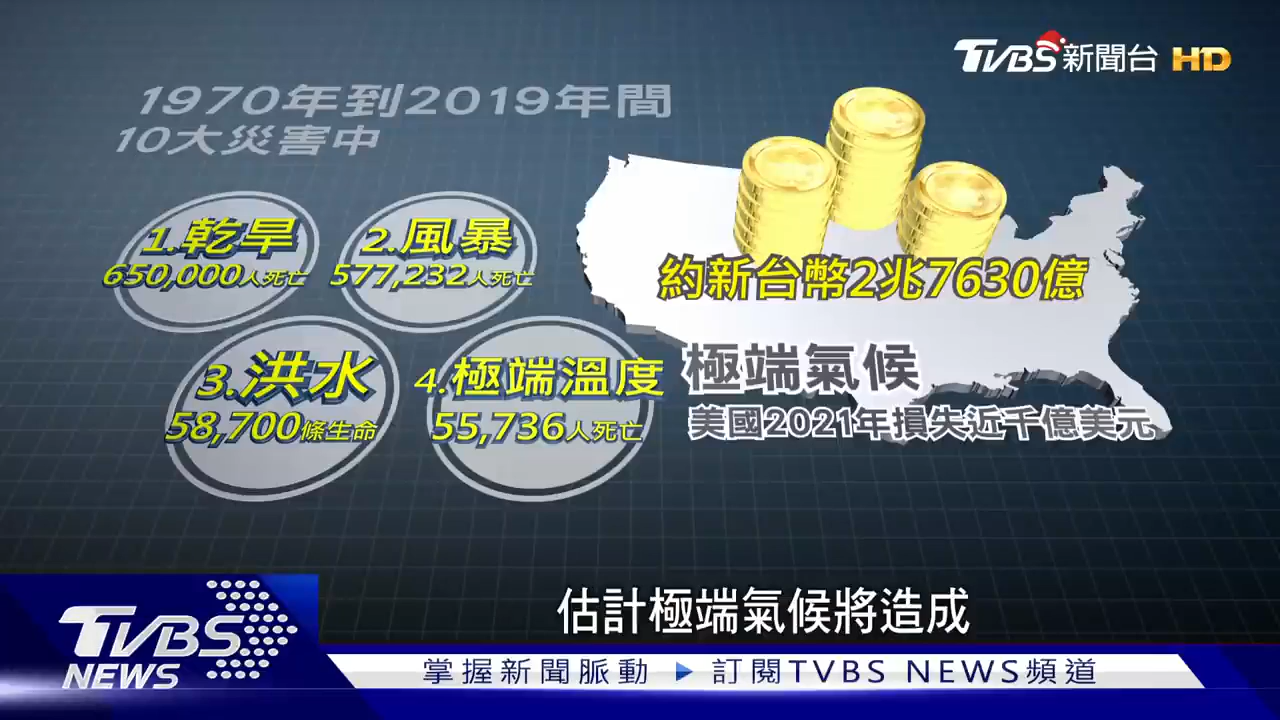 TVBS新聞台 HD
1970年到2019年間
10大災害中
1.乾旱
650,000人死亡
2.風暴
577,232人死亡
3.洪水
58,700條生命
4.極端溫度
55,736人死亡
約新台幣2兆7630億
極端氣候
美國2021年損失近千億美元
估計極端氣候將造成
TVBS
NEWS
掌握新聞脈動 訂閱TVBS NEWS頻道